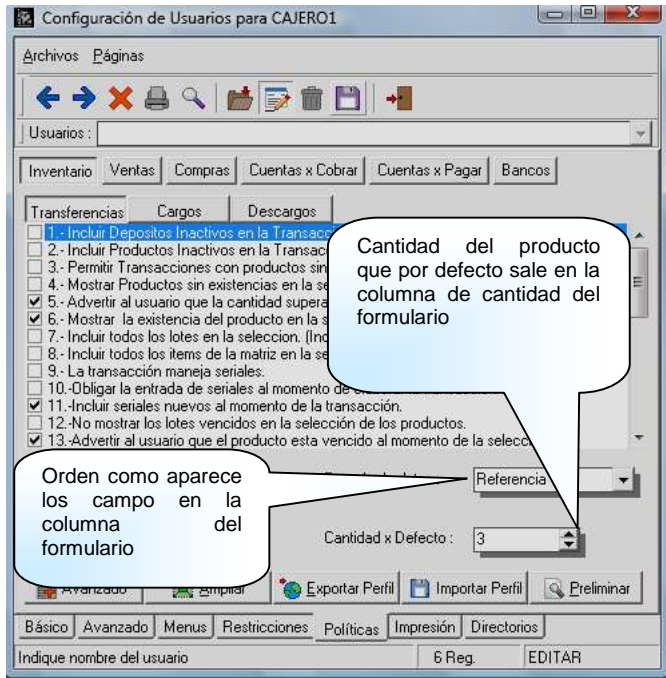 Configuración de Usuarios para CAJERO1
Archivos Páginas
Usuarios :
Inventario Ventas Compras Cuentas x Cobrar Cuentas x Pagar Bancos
Transferencias Cargos Descargos
1.- Incluir Depositos Inactivos en la Transacc
2.- Incluir Productos Inactivos en la Transac
3.- Permitir Transacciones con productos sin
4.- Mostrar Productos sin existencias en la se
5.- Advertir al usuario que la cantidad supera
6.- Mostrar la existencia del producto en la s
7.- Incluir todos los lotes en la seleccion. (Inc
8.- Incluir todos los items de la matriz en la se
9.- La transacción maneja seriales.
10.-Obligar la entrada de seriales al momento de
11.-Incluir seriales nuevos al momento de la transacción.
12.-No mostrar los lotes vencidos en la selección de los productos.
13.-Advertir al usuario que el producto esta vencido al momento de la selecc
Cantidad del producto
que por defecto sale en la
columna de cantidad del
formulario
Orden como aparece
los campo en la
columna del
formulario
Referencia
Cantidad x Defecto : 3
Avanzado Ampliar Exportar Perfil Importar Perfil Preliminar
Básico Avanzado Menus Restricciones Políticas Impresión Directorios
Indique nombre del usuario 6 Reg. EDITAR